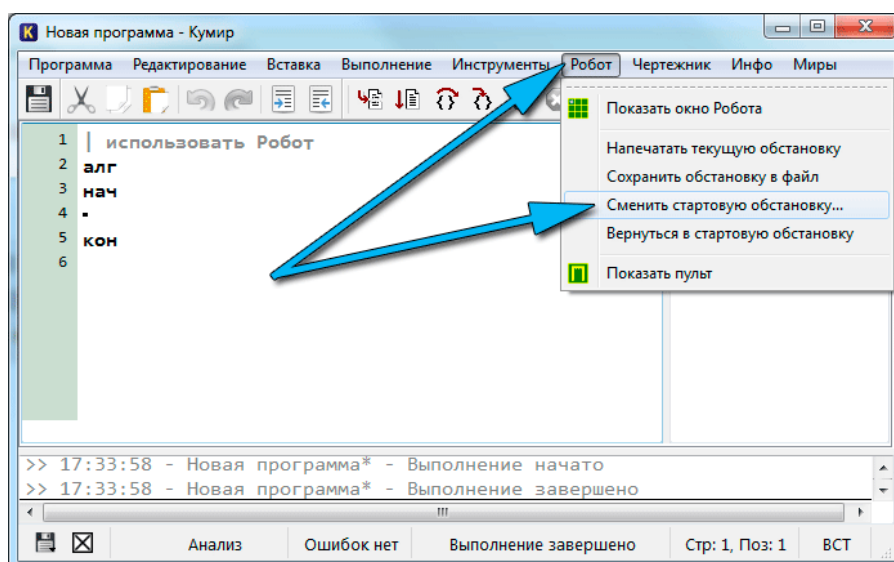 Новая программа - Кумир
Программа Редактирование Вставка Выполнение Инструменты Робот Чертежник Инфо Миры
Показать окно Робота
Напечатать текущую обстановку
Сохранить обстановку в файл
Сменить стартовую обстановку...
Вернуться в стартовую обстановку
Показать пульт
1 | использовать Робот
2 алг
3 нач
4 .
5 кон
6
>> 17:33:58 - Новая программа* - Выполнение начато
>> 17:33:58 - Новая программа* - Выполнение завершено
Анализ Ошибок нет Выполнение завершено Стр: 1, Поз: 1 ВСТ